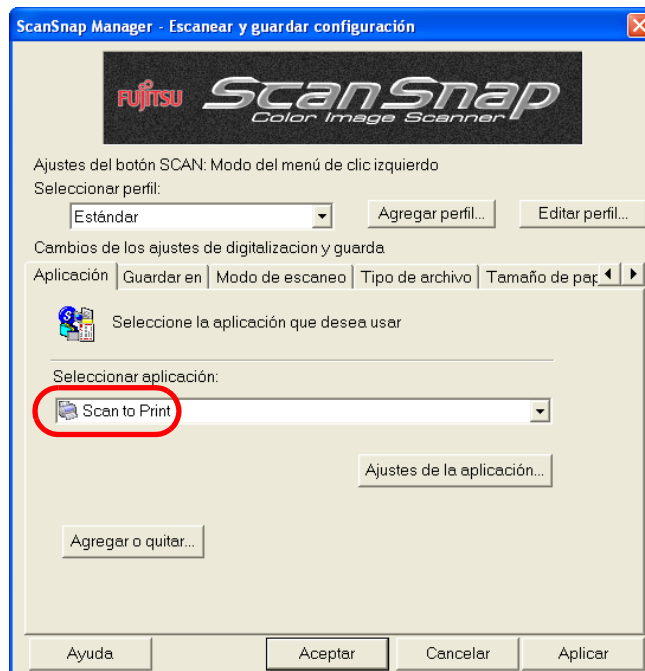 ScanSnap Manager - Escanear y guardar configuración
FUJITSU ScanSnap
Color Image Scanner
Ajustes del botón SCAN: Modo del menú de clic izquierdo
Seleccionar perfil:
Estándar Agregar perfil... Editar perfil...
Cambios de los ajustes de digitalizacion y guarda
Aplicación Guardar en Modo de escaneo Tipo de archivo Tamaño de pap
Seleccione la aplicación que desea usar
Seleccionar aplicación:
Scan to Print
Ajustes de la aplicación...
Agregar o quitar...
Ayuda Aceptar Cancelar Aplicar